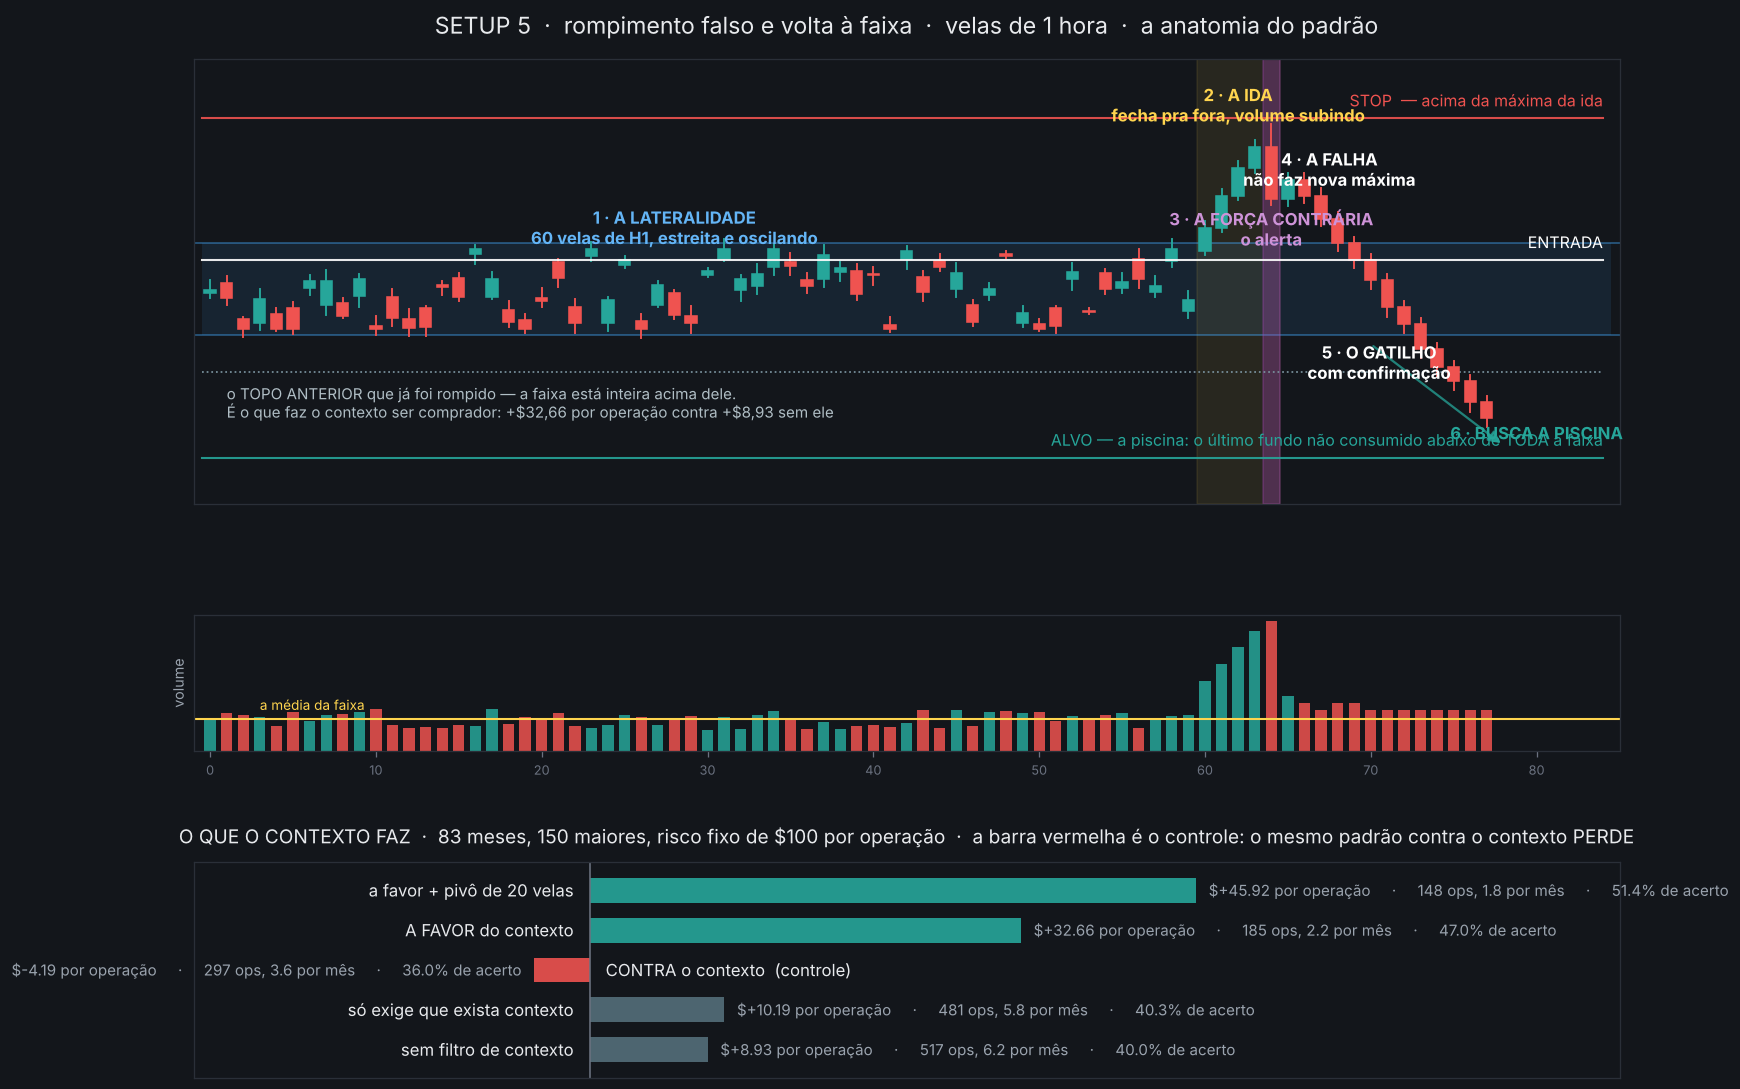 SETUP 5 · rompimento falso e volta à faixa · velas de 1 hora · a anatomia do padrão
2 · A IDA
fecha pra fora, volume subindo
STOP — acima da máxima da ida
4 · A FALHA
não faz nova máxima
1 · A LATERALIDADE
60 velas de H1, estreita e oscilando
3 · A FORÇA CONTRÁRIA
o alerta
ENTRADA
5 · O GATILHO
com confirmação
o TOPO ANTERIOR que já foi rompido — a faixa está inteira acima dele.
É o que faz o contexto ser comprador: +$32,66 por operação contra +$8,93 sem ele
6 · BUSCA A PISCINA
ALVO — a piscina: o último fundo não consumido abaixo de TODA a faixa
volume
a média da faixa
0 10 20 30 40 50 60 70 80
O QUE O CONTEXTO FAZ · 83 meses, 150 maiores, risco fixo de $100 por operação · a barra vermelha é o controle: o mesmo padrão contra o contexto PERDE
a favor + pivô de 20 velas $+45.92 por operação · 148 ops, 1.8 por mês · 51.4% de acerto
A FAVOR do contexto $+32.66 por operação · 185 ops, 2.2 por mês · 47.0% de acerto
$-4.19 por operação · 297 ops, 3.6 por mês · 36.0% de acerto CONTRA o contexto (controle)
só exige que exista contexto $+10.19 por operação · 481 ops, 5.8 por mês · 40.3% de acerto
sem filtro de contexto $+8.93 por operação · 517 ops, 6.2 por mês · 40.0% de acerto